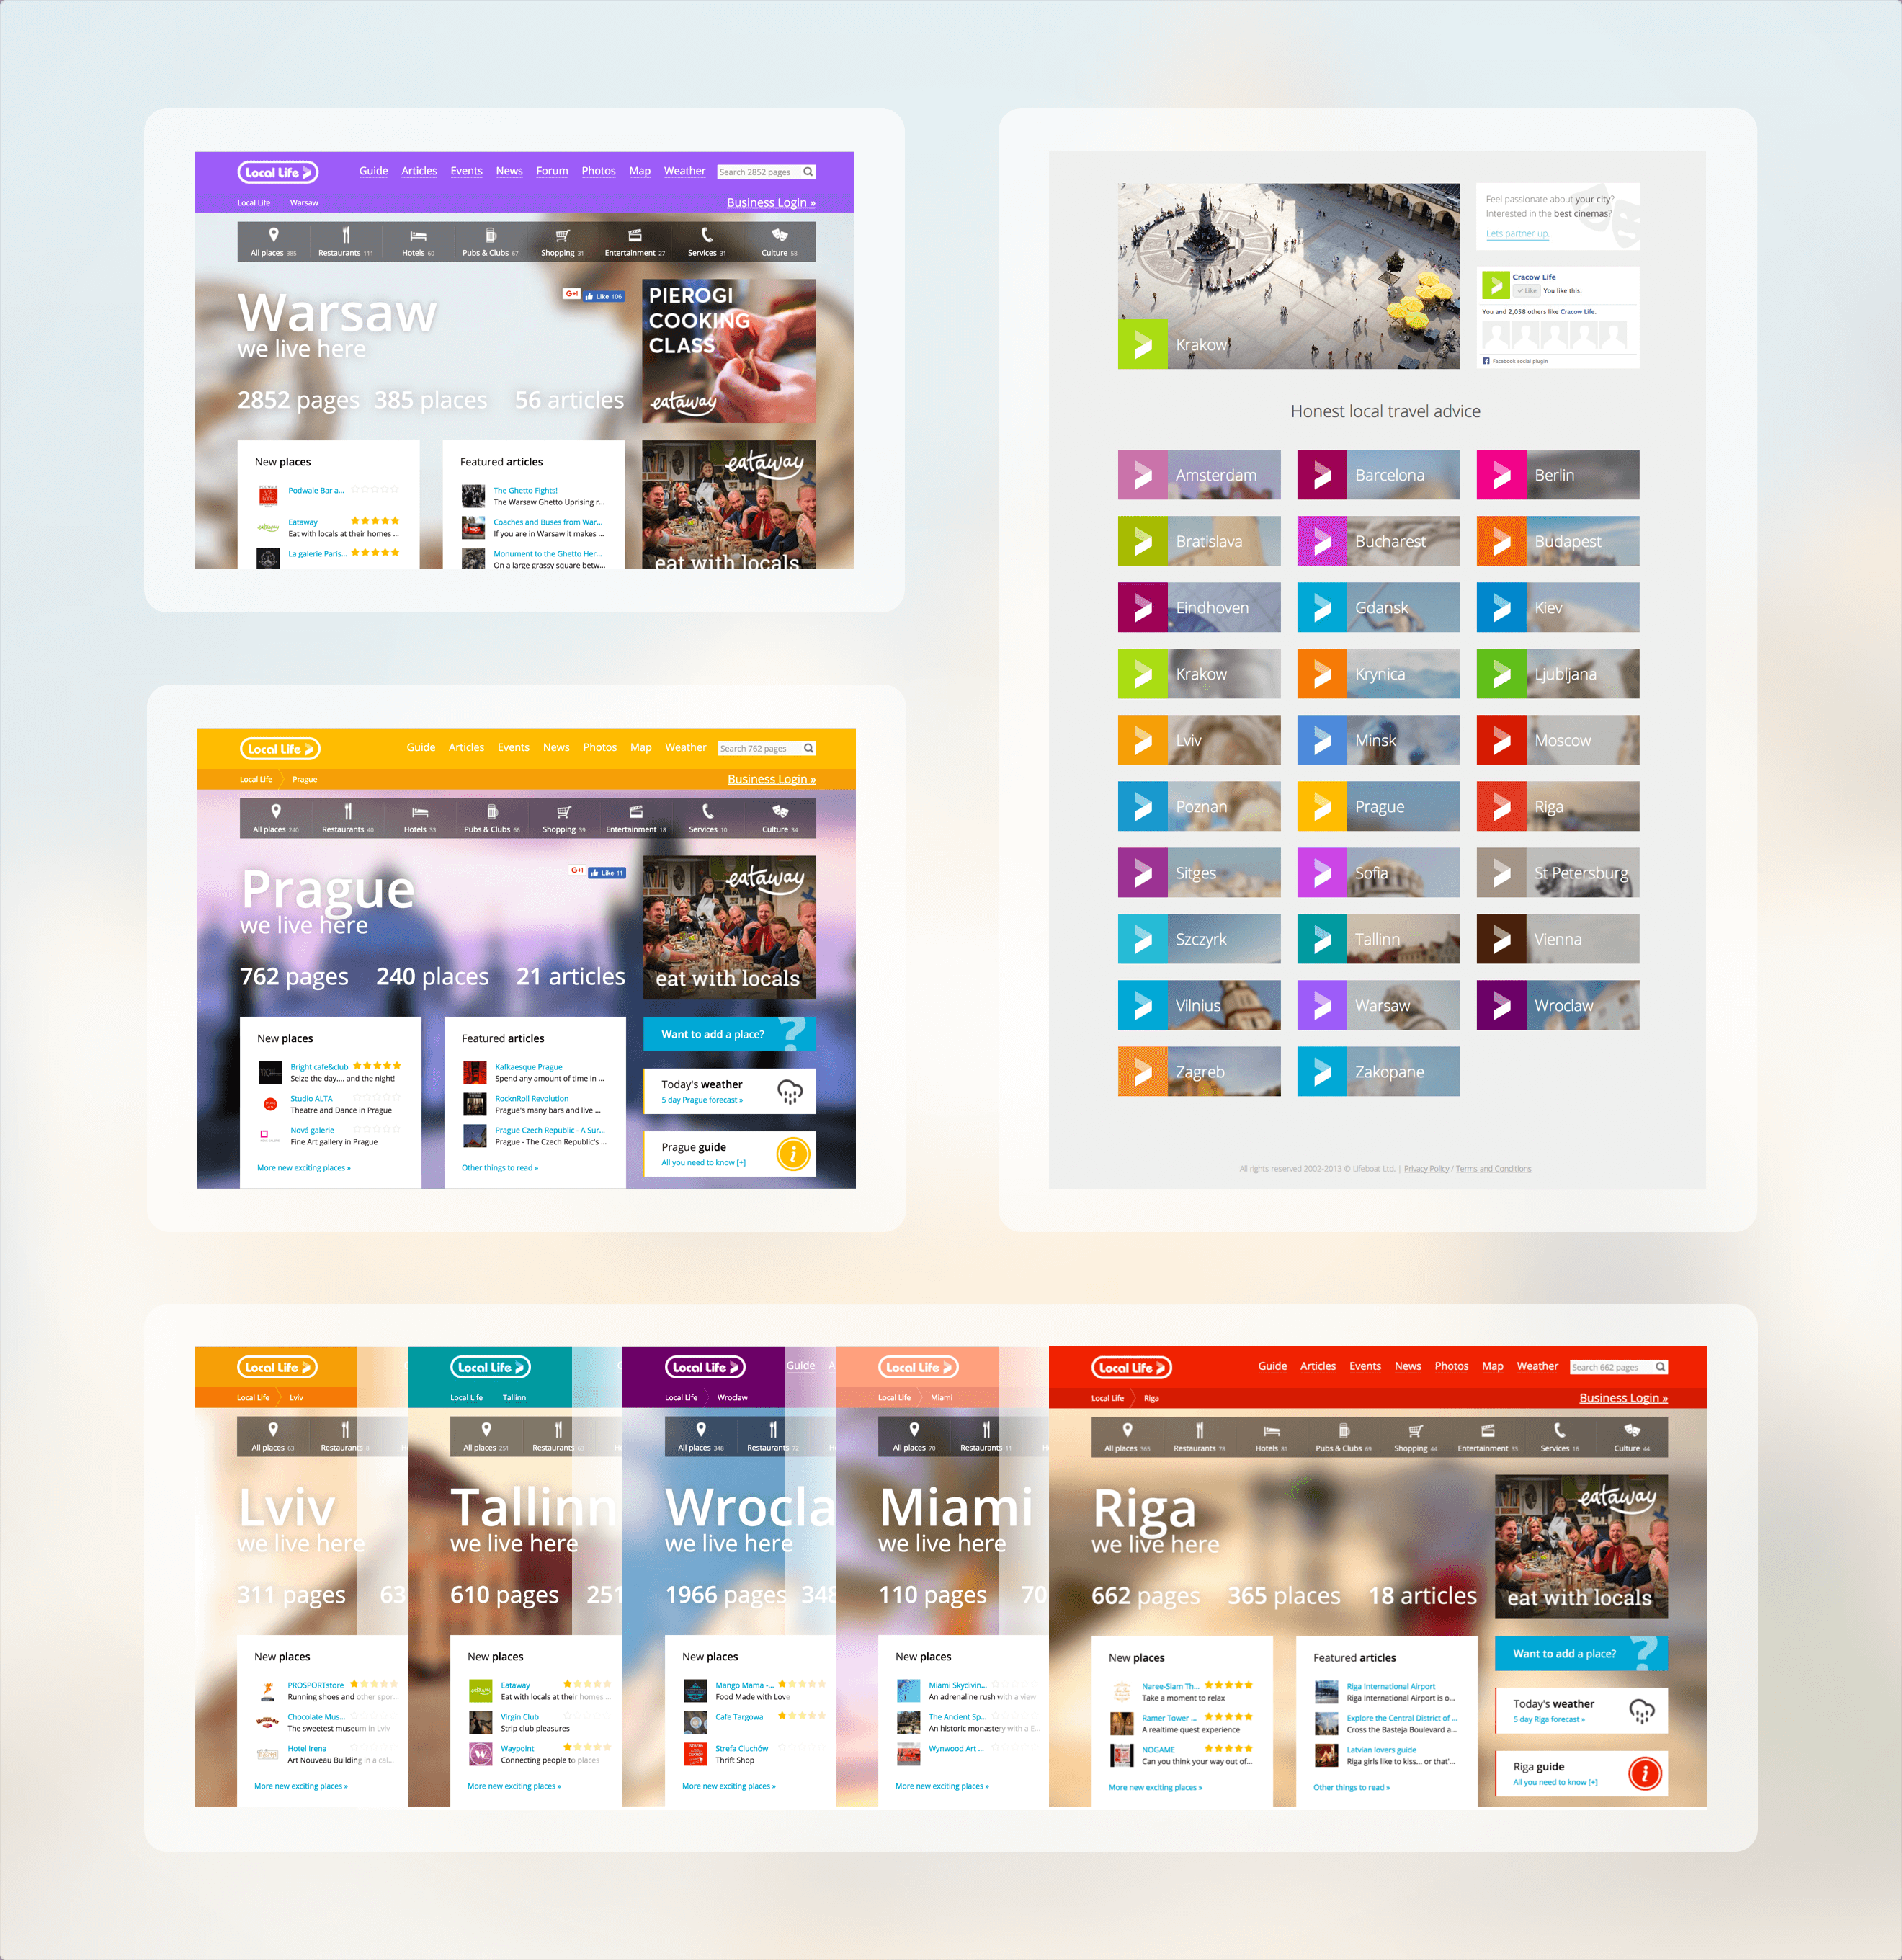 Local Life
Guide Articles Events News Forum Photos Map Weather Search 2852 pages
Local Life Warsaw Business Login »
All places 385 Restaurants 111 Hotels 60 Pubs & Clubs 67 Shopping 31 Entertainment 27 Services 31 Culture 58
Warsaw
we live here
G+1 Like 106
2852 pages 385 places 56 articles
PIEROGI
COOKING
CLASS
eataway
New places
Podwale Bar a...
Eataway
Eat with locals at their homes ...
La galerie Paris...
Featured articles
The Ghetto Fights!
The Warsaw Ghetto Uprising r...
Coaches and Buses from War...
If you are in Warsaw it makes ...
Monument to the Ghetto Her...
On a large grassy square betw...
eataway
eat with locals
Local Life
Guide Articles Events News Photos Map Weather Search 762 pages
Local Life Prague Business Login »
All places 240 Restaurants 40 Hotels 33 Pubs & Clubs 66 Shopping 39 Entertainment 18 Services 10 Culture 34
Prague
we live here
G+1 Like 11
762 pages 240 places 21 articles
eataway
eat with locals
New places
Bright cafe&club
Seize the day.... and the night!
Studio ALTA
Theatre and Dance in Prague
Nová galerie
Fine Art gallery in Prague
More new exciting places »
Featured articles
Kafkaesque Prague
Spend any amount of time in ...
RocknRoll Revolution
Prague's many bars and live ...
Prague Czech Republic - A Sur...
Prague - The Czech Republic's ...
Other things to read »
Want to add a place? ?
Today's weather
5 day Prague forecast »
Prague guide
All you need to know [+]
i
Krakow
Feel passionate about your city?
Interested in the best cinemas?
Lets partner up.
Cracow Life
Like You like this.
You and 2,058 others like Cracow Life.
Facebook social plugin
Honest local travel advice
Amsterdam Barcelona Berlin
Bratislava Bucharest Budapest
Eindhoven Gdansk Kiev
Krakow Krynica Ljubljana
Lviv Minsk Moscow
Poznan Prague Riga
Sitges Sofia St Petersburg
Szczyrk Tallinn Vienna
Vilnius Warsaw Wroclaw
Zagreb Zakopane
All rights reserved 2002-2013 © Lifeboat Ltd. | Privacy Policy / Terms and Conditions
Local Life
Local Life Lviv
All places 63 Restaurants 8
Lviv
we live here
311 pages 63
New places
PROSPORTstore
Running shoes and other spor...
Chocolate Mus...
The sweetest museum in Lviv
Hotel Irena
Art Nouveau Building in a cal...
More new exciting places »
Local Life
Local Life Tallinn
All places 251 Restaurants 63
Tallinn
we live here
610 pages 251
New places
Eataway
Eat with locals at their homes ...
Virgin Club
Strip club pleasures
Waypoint
Connecting people to places
More new exciting places »
Local Life
Guide A
Local Life Wroclaw
All places 348 Restaurants 72
Wrocla
we live here
1966 pages 348
New places
Mango Mama -...
Food Made with Love
Cafe Targowa
Strefa Ciuchów
Thrift Shop
More new exciting places »
Local Life
Local Life Miami
All places 70 Restaurants 11
Miami
we live here
110 pages 70
New places
Miami Skydivin...
An adrenaline rush with a view
The Ancient Sp...
An historic monastery with a E...
Wynwood Art ...
More new exciting places »
Local Life
Guide Articles Events News Photos Map Weather Search 662 pages
Local Life Riga Business Login »
All places 365 Restaurants 78 Hotels 81 Pubs & Clubs 69 Shopping 44 Entertainment 33 Services 16 Culture 44
Riga
we live here
662 pages 365 places 18 articles
eataway
eat with locals
New places
Naree-Siam Th...
Take a moment to relax
Ramer Tower ...
A realtime quest experience
NOGAME
Can you think your way out of...
More new exciting places »
Featured articles
Riga International Airport
Riga International Airport is o...
Explore the Central District of ...
Cross the Basteja Boulevard a...
Latvian lovers guide
Riga girls like to kiss... or that'...
Other things to read »
Want to add a place? ?
Today's weather
5 day Riga forecast »
Riga guide
All you need to know [+]
i